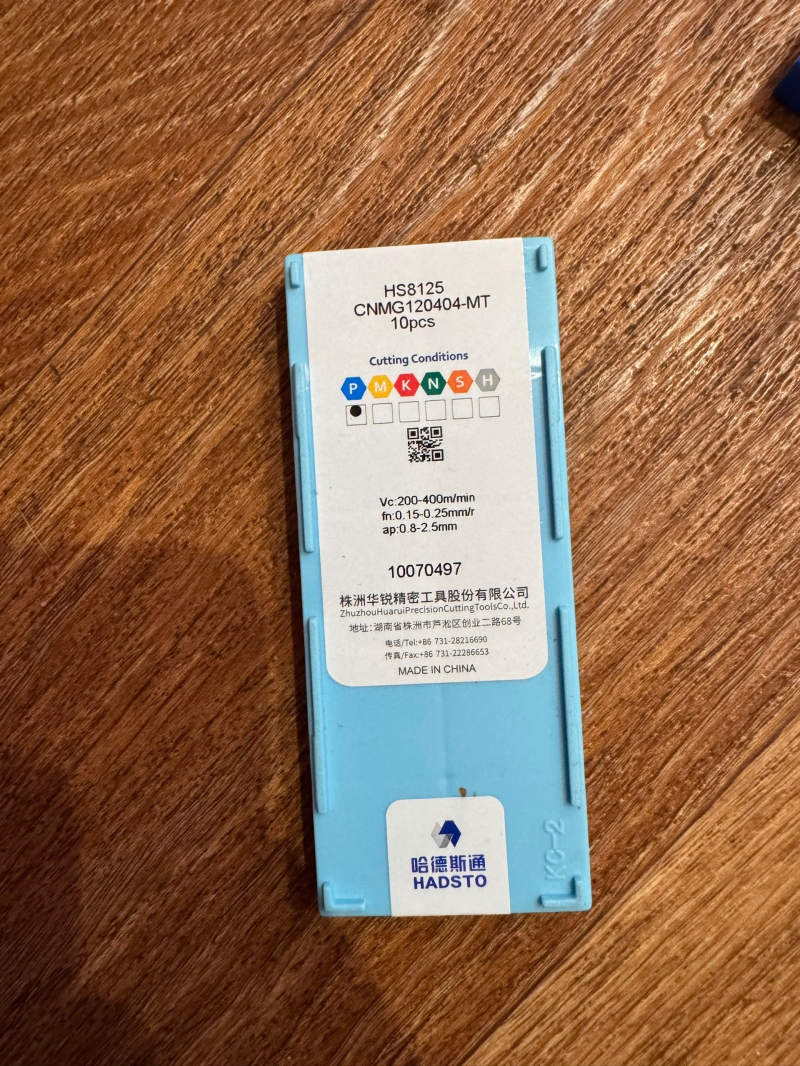 HS8125
CNMG120404-MT
10pcs
Cutting Conditions
P M K N S H
Vc:200-400m/min
fn:0.15-0.25mm/r
ap:0.8-2.5mm
10070497
株洲华锐精密工具股份有限公司
ZhuzhouHuaruiPrecisionCuttingToolsCo.,Ltd.
地址:湖南省株洲市芦淞区创业二路68号
电话/Tel:+86 731-28216690
传真/Fax:+86 731-22286653
MADE IN CHINA
哈德斯通
HADSTO
KC-2